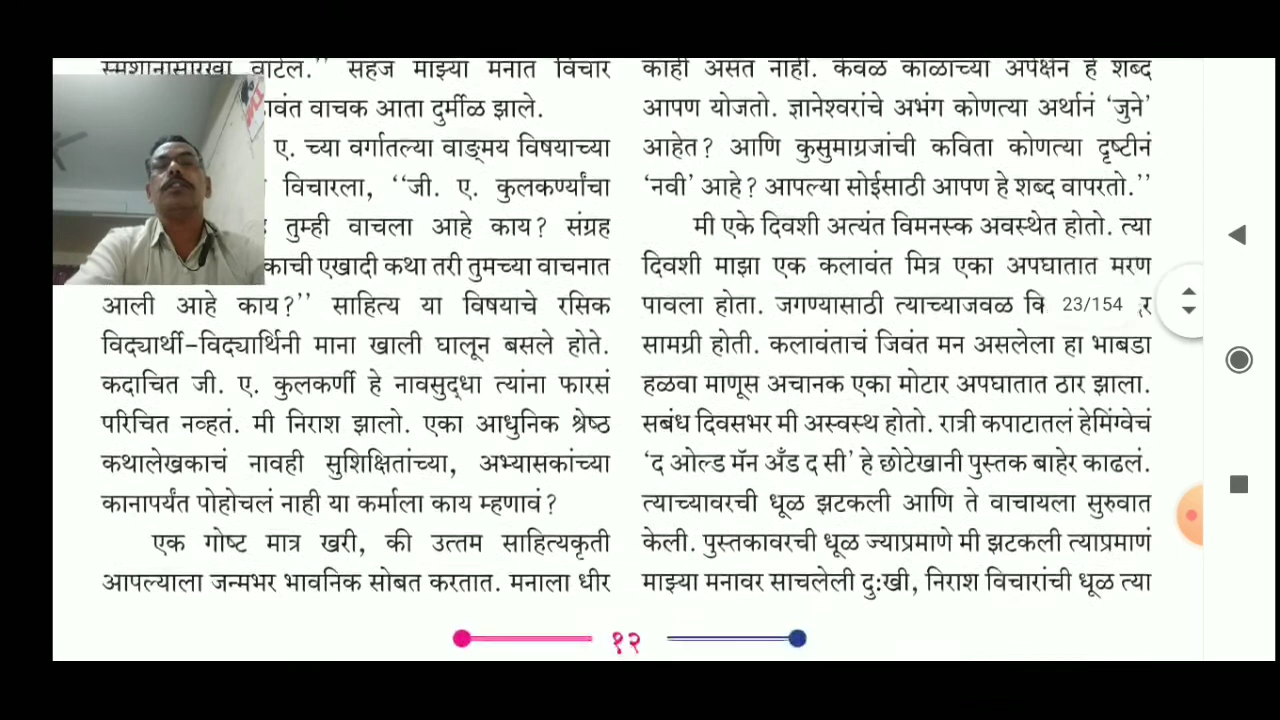 स्मशानासारखा वाटेल.’’ सहज माझ्या मनात विचार
वंत वाचक आता दुर्मीळ झाले.
ए. च्या वर्गातल्या वाङ्‌मय विषयाच्या
विचारला, ‘‘जी. ए. कुलकर्ण्यांचा
तुम्ही वाचला आहे काय? संग्रह
एखादी कथा तरी तुमच्या वाचनात
आली आहे काय?’’ साहित्य या विषयाचे रसिक
विद्यार्थी-विद्यार्थिनी माना खाली घालून बसले होते.
कदाचित जी. ए. कुलकर्णी हे नावसुद्धा त्यांना फारसं
परिचित नव्हतं. मी निराश झालो. एका आधुनिक श्रेष्ठ
कथालेखकाचं नावही सुशिक्षितांच्या, अभ्यासकांच्या
कानापर्यंत पोहोचलं नाही या कर्माला काय म्हणावं?
एक गोष्ट मात्र खरी, की उत्तम साहित्यकृती
आपल्याला जन्मभर भावनिक सोबत करतात. मनाला धीर
काही असत नाही. केवळ काळाच्या अपेक्षेनं हे शब्द
आपण योजतो. ज्ञानेश्वरांचे अभंग कोणत्या अर्थानं ‘जुने’
आहेत? आणि कुसुमाग्रजांची कविता कोणत्या दृष्टीनं
‘नवी’ आहे? आपल्या सोईसाठी आपण हे शब्द वापरतो.’’
मी एके दिवशी अत्यंत विमनस्क अवस्थेत होतो. त्या
दिवशी माझा एक कलावंत मित्र एका अपघातात मरण
पावला होता. जगण्यासाठी त्याच्याजवळ वि
23/154
सामग्री होती. कलावंताचं जिवंत मन असलेला हा भाबडा
हळवा माणूस अचानक एका मोटार अपघातात ठार झाला.
सबंध दिवसभर मी अस्वस्थ होतो. रात्री कपाटातलं हेमिंग्वेचं
‘द ओल्ड मॅन अँड द सी’ हे छोटेखानी पुस्तक बाहेर काढलं.
त्याच्यावरची धूळ झटकली आणि ते वाचायला सुरुवात
केली. पुस्तकावरची धूळ ज्याप्रमाणे मी झटकली त्याप्रमाणं
माझ्या मनावर साचलेली दुःखी, निराश विचारांची धूळ त्या
१२